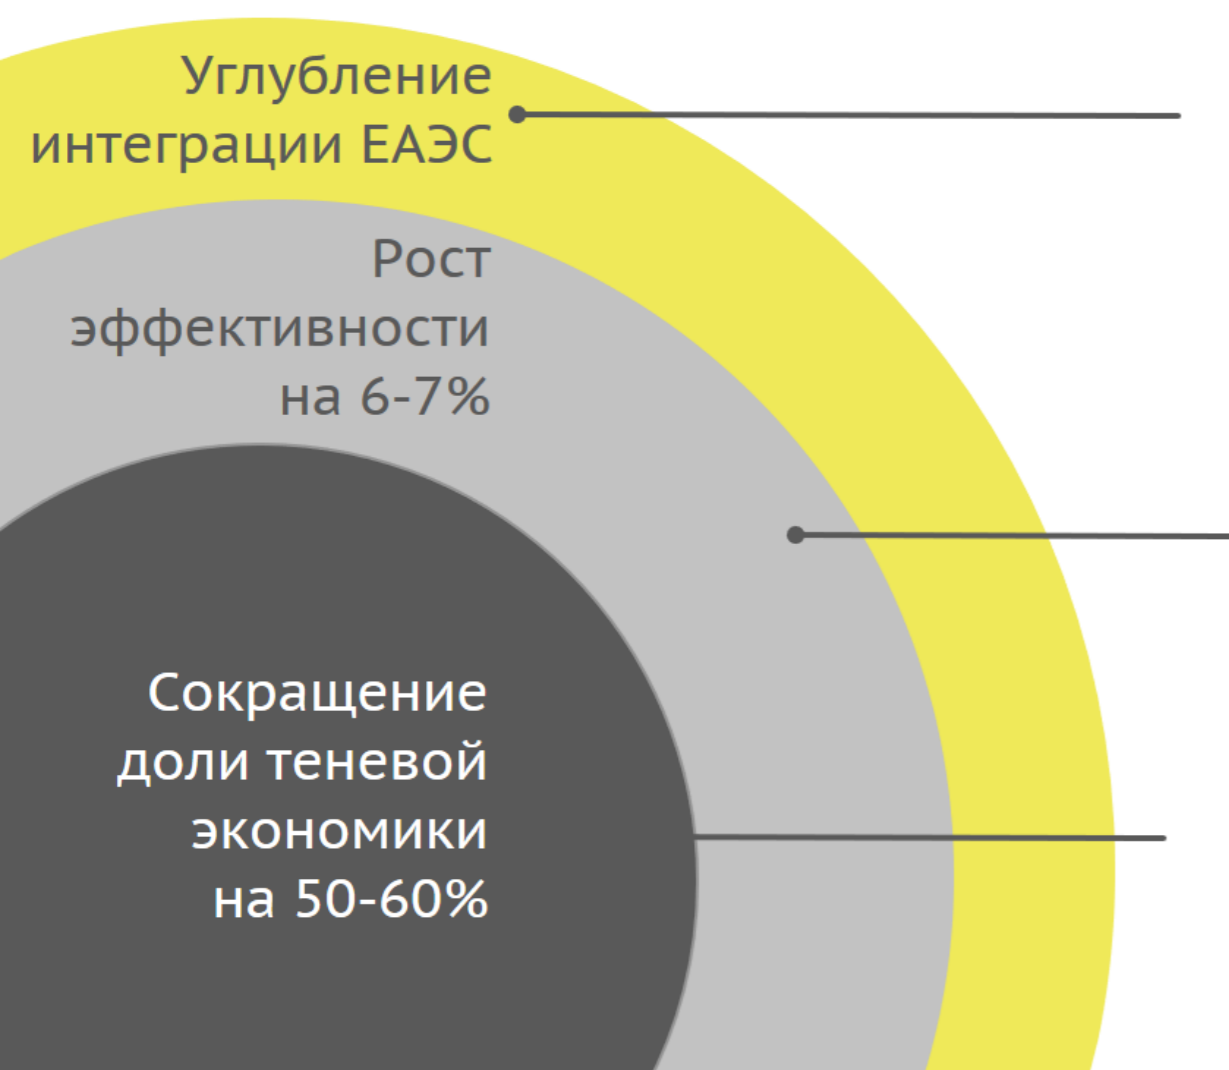 Углубление
интеграции ЕАЭС
Рост
эффективности
на 6-7%
Сокращение
доли теневой
экономики
на 50-60%